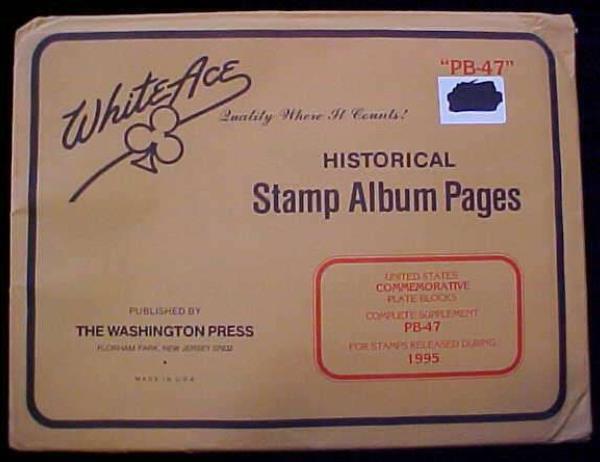 "PB-47"
White Ace
Quality Where It Counts!
HISTORICAL
Stamp Album Pages
UNITED STATES
COMMEMORATIVE
PLATE BLOCKS
COMPLETE SUPPLEMENT
PB-47
FOR STAMPS RELEASED DURING
1995
PUBLISHED BY
THE WASHINGTON PRESS
FLORHAM PARK, NEW JERSEY 07932
MADE IN U.S.A.